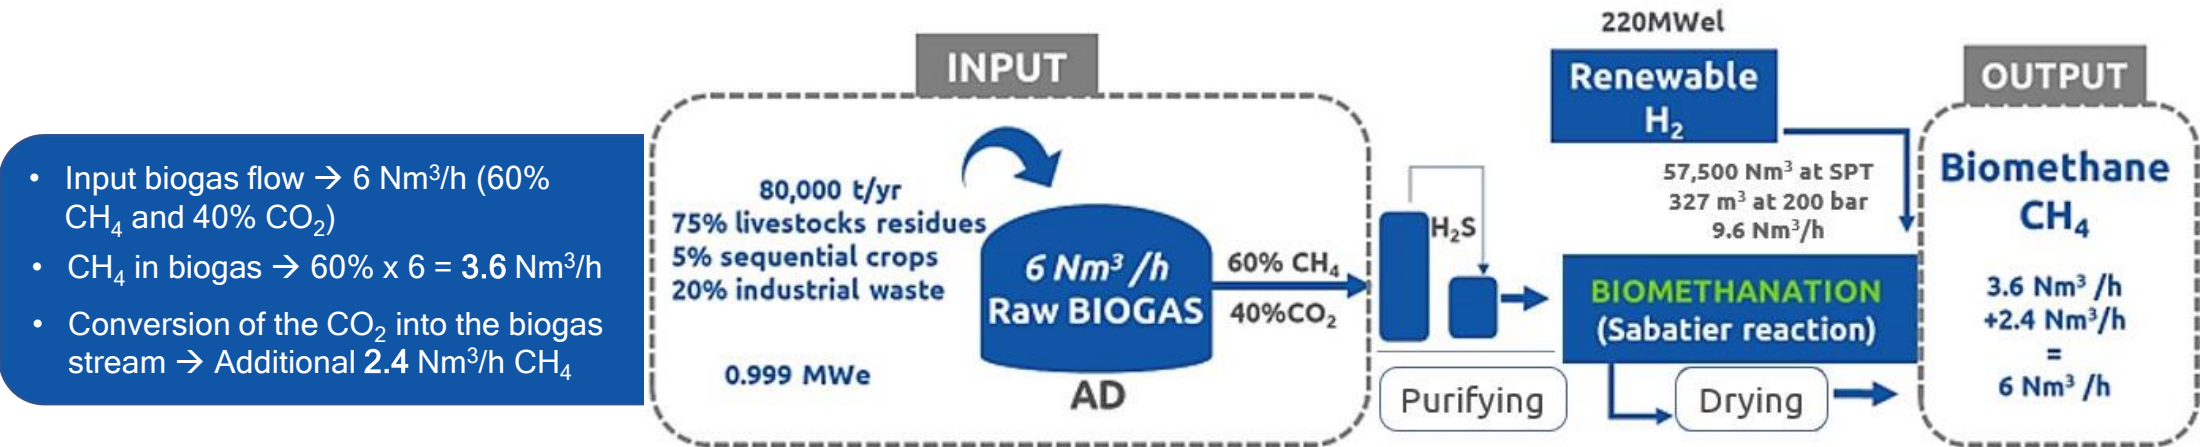 • Input biogas flow → 6 Nm³/h (60%
CH₄ and 40% CO₂)
• CH₄ in biogas → 60% x 6 = 3.6 Nm³/h
• Conversion of the CO₂ into the biogas
stream → Additional 2.4 Nm³/h CH₄
INPUT
80,000 t/yr
75% livestocks residues
5% sequential crops
20% industrial waste
0.999 MWe
6 Nm³ /h
Raw BIOGAS
AD
60% CH₄
40%CO₂
H₂S
Purifying
220MWel
Renewable
H₂
57,500 Nm³ at SPT
327 m³ at 200 bar
9.6 Nm³/h
BIOMETHANATION
(Sabatier reaction)
Drying
OUTPUT
Biomethane
CH₄
3.6 Nm³ /h
+2.4 Nm³/h
=
6 Nm³ /h